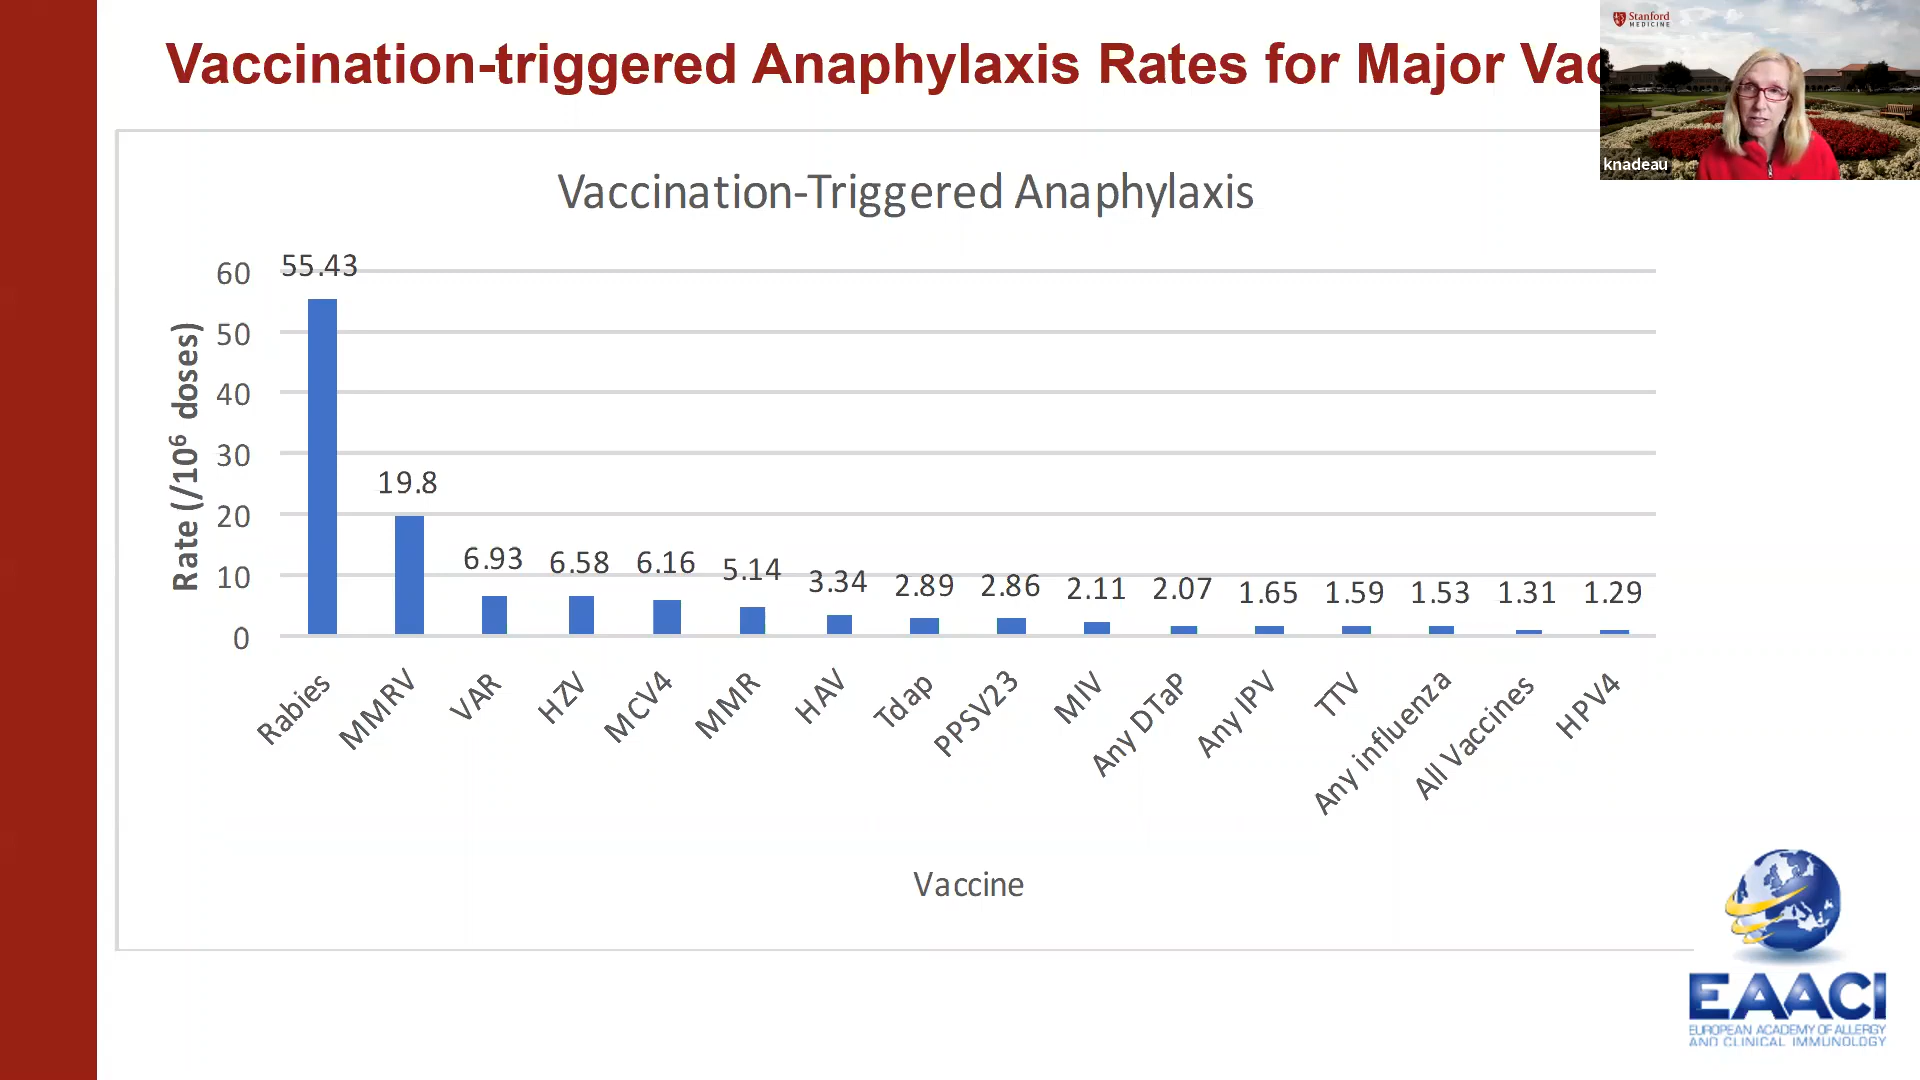 Vaccination-triggered Anaphylaxis Rates for Major Vac
Stanford
MEDICINE
knadeau
Vaccination-Triggered Anaphylaxis
Rate (/10⁶ doses)
60
50
40
30
20
10
0
55.43
19.8
6.93
6.58
6.16
5.14
3.34
2.89
2.86
2.11
2.07
1.65
1.59
1.53
1.31
1.29
Rabies
MMRV
VAR
HZV
MCV4
MMR
HAV
Tdap
PPSV23
MIV
Any DTaP
Any IPV
TTV
Any influenza
All Vaccines
HPV4
Vaccine
EAACI
EUROPEAN ACADEMY OF ALLERGY
AND CLINICAL IMMUNOLOGY